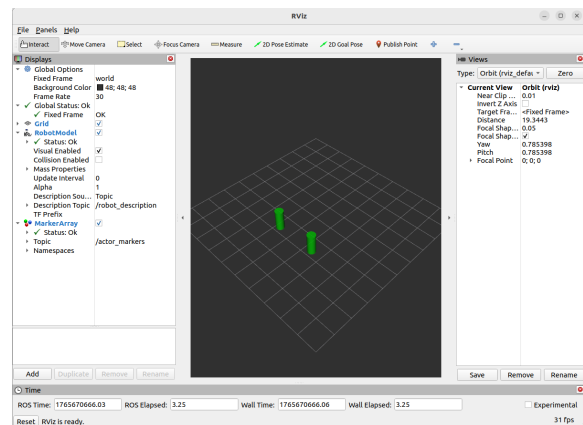 RViz
File Panels Help
Interact Move Camera Select Focus Camera Measure 2D Pose Estimate 2D Goal Pose Publish Point
Displays
Global Options
Fixed Frame world
Background Color 48; 48; 48
Frame Rate 30
Global Status: Ok
Fixed Frame OK
Grid
RobotModel
Status: Ok
Visual Enabled
Collision Enabled
Mass Properties
Update Interval 0
Alpha 1
Description Sou... Topic
Description Topic /robot_description
TF Prefix
MarkerArray
Status: Ok
Topic /actor_markers
Namespaces
Add Duplicate Remove Rename
Views
Type: Orbit (rviz_defau Zero
Current View Orbit (rviz)
Near Clip ... 0.01
Invert Z Axis
Target Fra... <Fixed Frame>
Distance 19.3443
Focal Shap... 0.05
Focal Shap...
Yaw 0.785398
Pitch 0.785398
Focal Point 0; 0; 0
Save Remove Rename
Time
ROS Time: 1765670666.03 ROS Elapsed: 3.25 Wall Time: 1765670666.06 Wall Elapsed: 3.25 Experimental
Reset RViz is ready. 31 fps